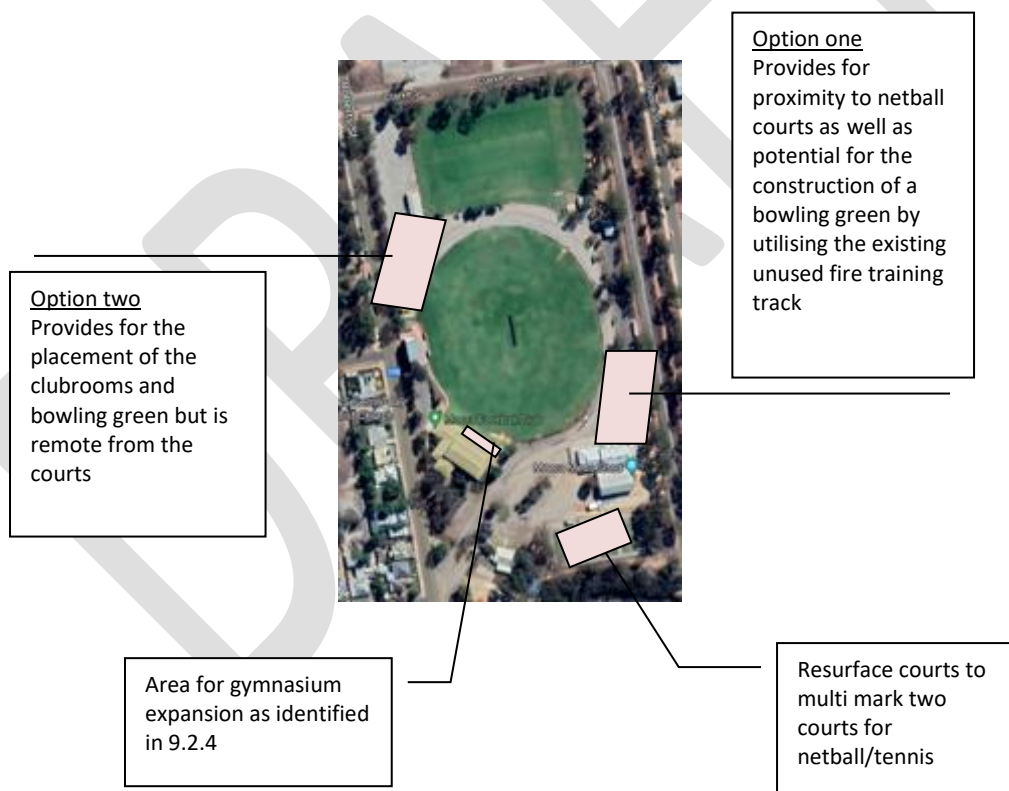 DRAFT
Option one
Provides for
proximity to netball
courts as well as
potential for the
construction of a
bowling green by
utilising the existing
unused fire training
track
Option two
Provides for the
placement of the
clubrooms and
bowling green but is
remote from the
courts
Area for gymnasium
expansion as identified
in 9.2.4
Resurface courts to
multi mark two
courts for
netball/tennis